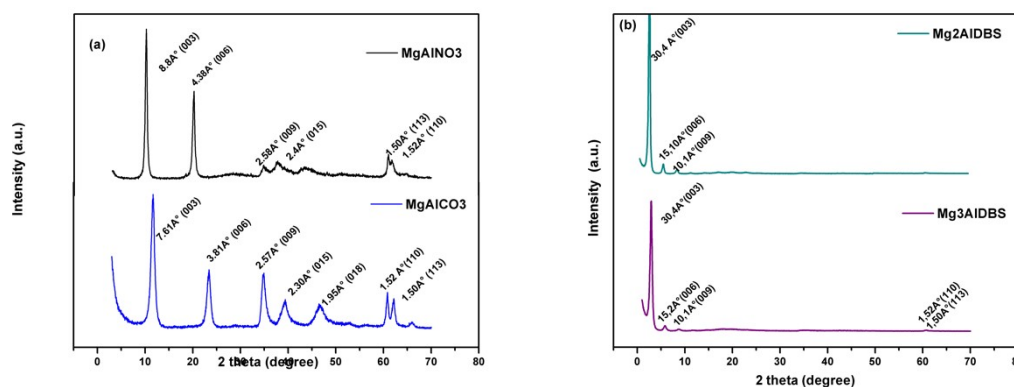 (a)
MgAlNO3
8.8A° (003)
4.38A° (006)
2.58A° (009)
2.4A° (015)
1.50A° (113)
1.52A° (110)
MgAlCO3
7.61A° (003)
3.81A° (006)
2.57A° (009)
2.30A° (015)
1.95A° (018)
1.52 A° (110)
1.50A° (113)
Intensity (a.u.)
0 10 20 30 40 50 60 70 80
2 theta (degree)
(b)
Mg2AlDBS
30,4 A°(003)
15,10A°(006)
10,1A°(009)
Mg3AlDBS
30,4A°(003)
15,2A°(006)
10,1A°(009)
1,52A°(110)
1,50A°(113)
Intensity (a.u.)
0 10 20 30 40 50 60 70 80
2 theta (degree)